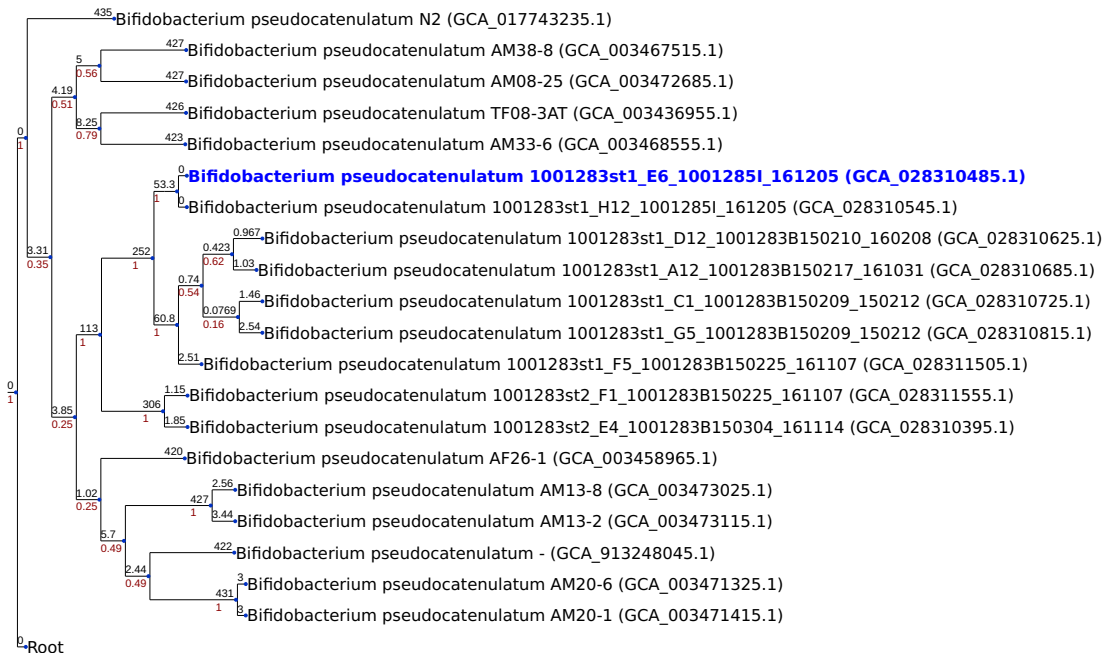 435 Bifidobacterium pseudocatenulatum N2 (GCA_017743235.1)
427 Bifidobacterium pseudocatenulatum AM38-8 (GCA_003467515.1)
5
0.56
427 Bifidobacterium pseudocatenulatum AM08-25 (GCA_003472685.1)
4.19
0.51
426 Bifidobacterium pseudocatenulatum TF08-3AT (GCA_003436955.1)
8.25
0.79
0
1
423 Bifidobacterium pseudocatenulatum AM33-6 (GCA_003468555.1)
0 Bifidobacterium pseudocatenulatum 1001283st1_E6_1001285I_161205 (GCA_028310485.1)
53.3
1
0 Bifidobacterium pseudocatenulatum 1001283st1_H12_1001285I_161205 (GCA_028310545.1)
0.967 Bifidobacterium pseudocatenulatum 1001283st1_D12_1001283B150210_160208 (GCA_028310625.1)
3.31
0.35
252
1
0.423
0.62
1.03 Bifidobacterium pseudocatenulatum 1001283st1_A12_1001283B150217_161031 (GCA_028310685.1)
0.74
0.54
1.46 Bifidobacterium pseudocatenulatum 1001283st1_C1_1001283B150209_150212 (GCA_028310725.1)
0.0769
0.16
60.8
1
113
1
2.54 Bifidobacterium pseudocatenulatum 1001283st1_G5_1001283B150209_150212 (GCA_028310815.1)
2.51 Bifidobacterium pseudocatenulatum 1001283st1_F5_1001283B150225_161107 (GCA_028311505.1)
0
1
1.15 Bifidobacterium pseudocatenulatum 1001283st2_F1_1001283B150225_161107 (GCA_028311555.1)
306
1
3.85
0.25
1.85 Bifidobacterium pseudocatenulatum 1001283st2_E4_1001283B150304_161114 (GCA_028310395.1)
420 Bifidobacterium pseudocatenulatum AF26-1 (GCA_003458965.1)
1.02
0.25
2.56 Bifidobacterium pseudocatenulatum AM13-8 (GCA_003473025.1)
427
1
3.44 Bifidobacterium pseudocatenulatum AM13-2 (GCA_003473115.1)
5.7
0.49
422 Bifidobacterium pseudocatenulatum - (GCA_913248045.1)
2.44
0.49
3 Bifidobacterium pseudocatenulatum AM20-6 (GCA_003471325.1)
431
1
3 Bifidobacterium pseudocatenulatum AM20-1 (GCA_003471415.1)
0 Root